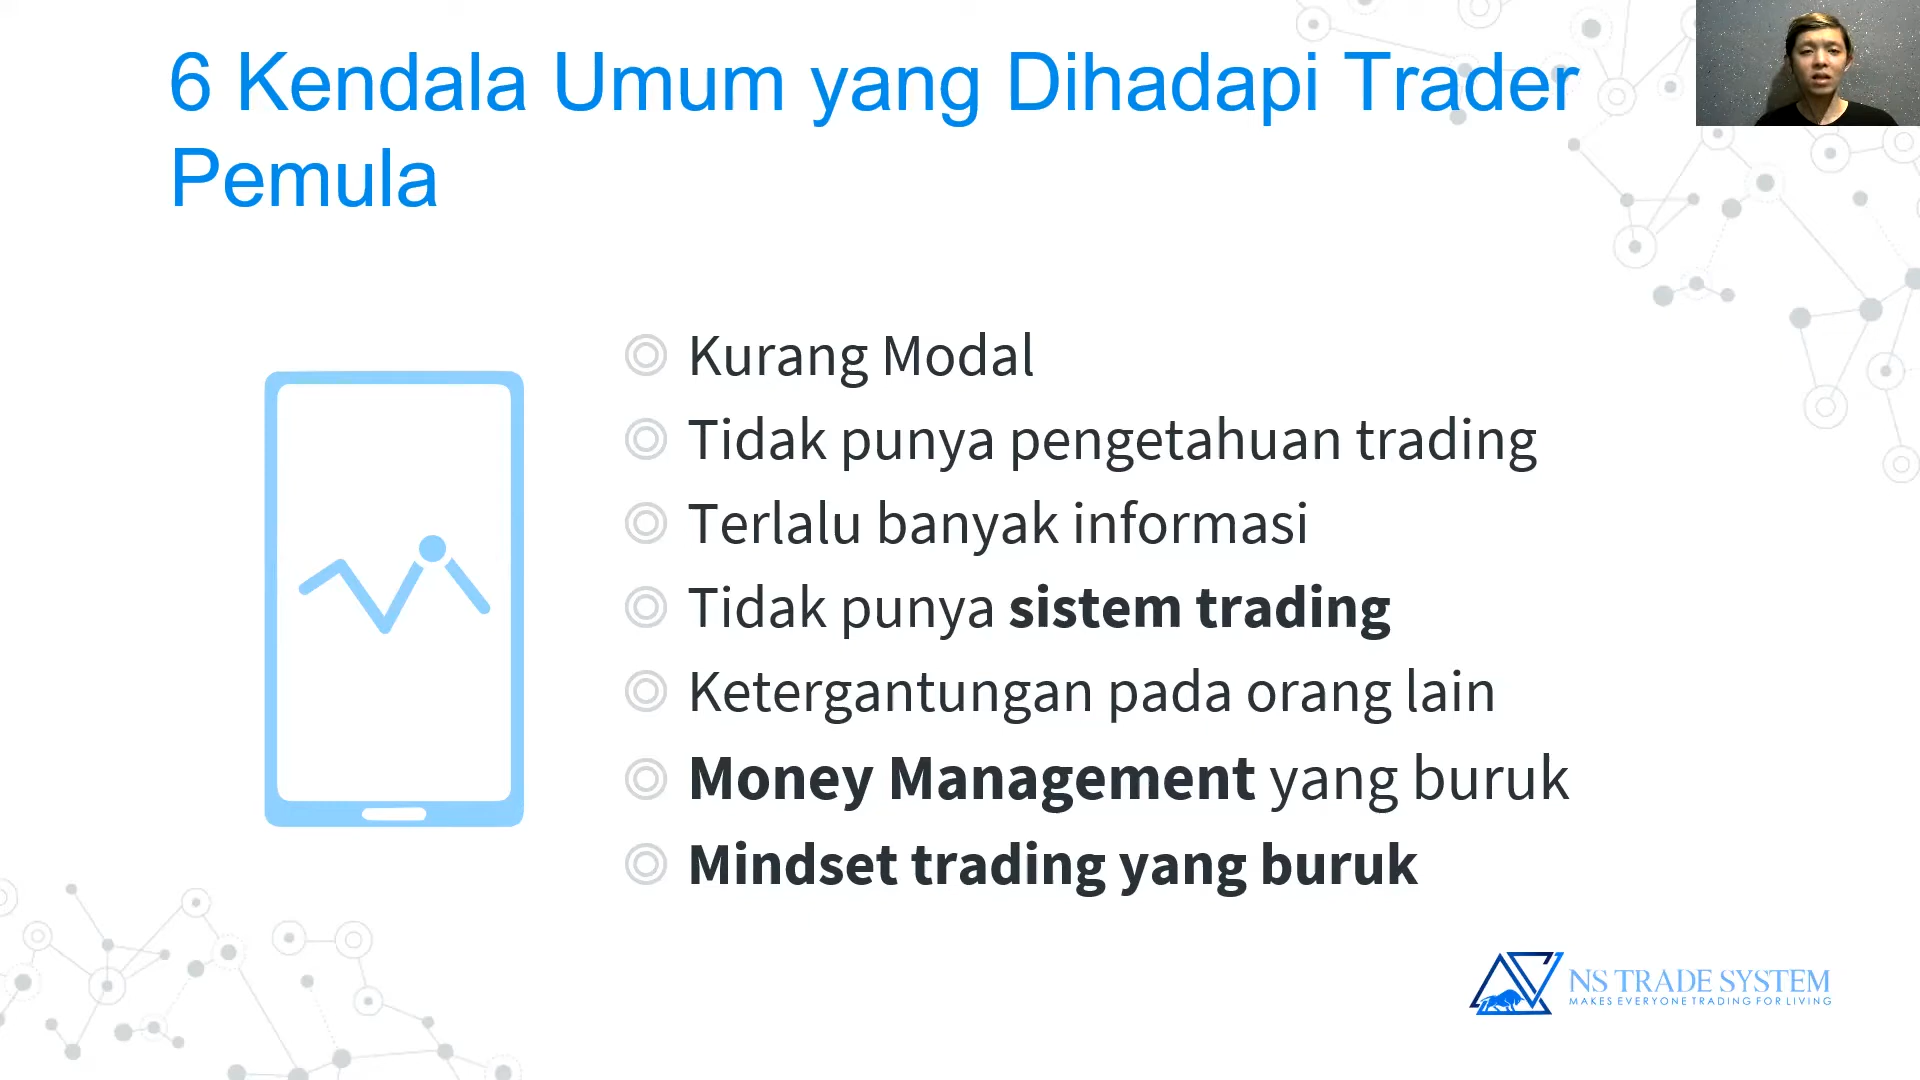 6 Kendala Umum yang Dihadapi Trader
Pemula
Kurang Modal
Tidak punya pengetahuan trading
Terlalu banyak informasi
Tidak punya sistem trading
Ketergantungan pada orang lain
Money Management yang buruk
Mindset trading yang buruk
NS TRADE SYSTEM
MAKES EVERYONE TRADING FOR LIVING